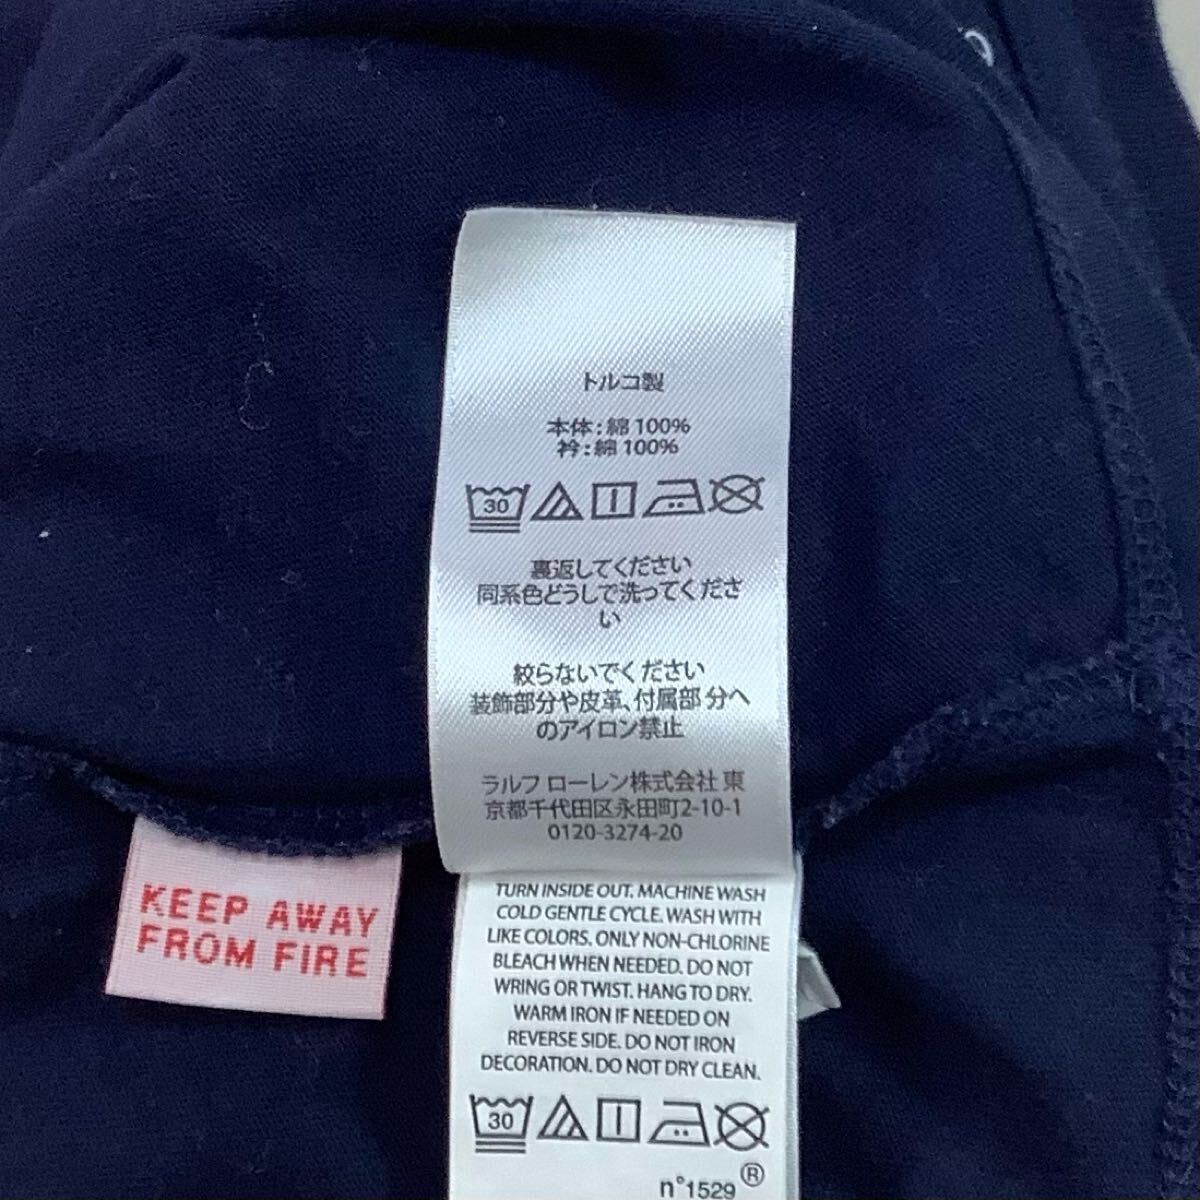 トルコ製
本体:綿 100%
衿:綿 100%
30
裏返してください
同系色どうしで洗ってくださ
い
絞らないでください
装飾部分や皮革、付属部 分へ
のアイロン禁止
ラルフ ローレン株式会社 東
京都千代田区永田町2-10-1
0120-3274-20
KEEP AWAY
FROM FIRE
TURN INSIDE OUT. MACHINE WASH
COLD GENTLE CYCLE. WASH WITH
LIKE COLORS. ONLY NON-CHLORINE
BLEACH WHEN NEEDED. DO NOT
WRING OR TWIST. HANG TO DRY.
WARM IRON IF NEEDED ON
REVERSE SIDE. DO NOT IRON
DECORATION. DO NOT DRY CLEAN.
30
n°1529 ®